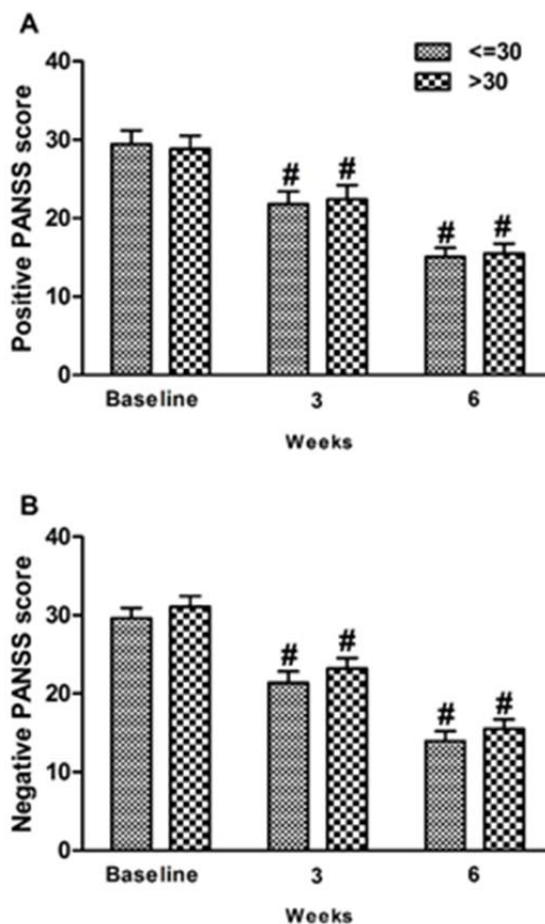 A
40
<=30
>30
30
20
10
0
Positive PANSS score
# # # #
Baseline 3 6
Weeks
B
40
30
20
10
0
Negative PANSS score
# # # #
Baseline 3 6
Weeks